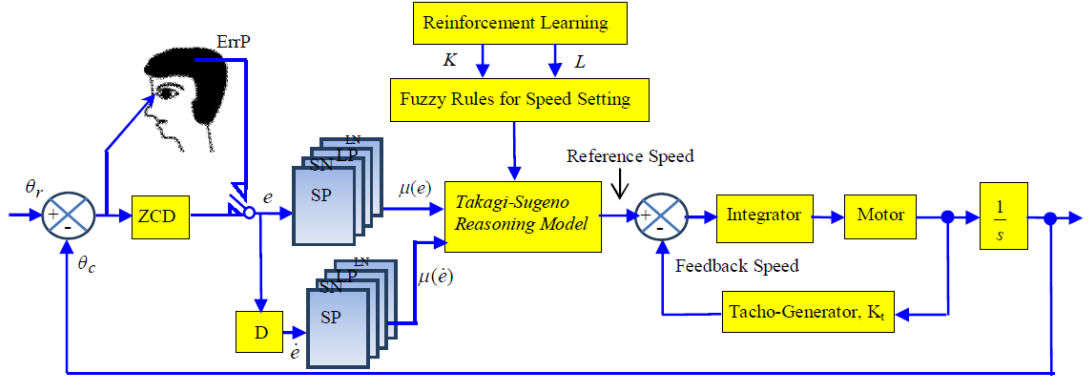 Reinforcement Learning
ErrP
K
L
Fuzzy Rules for Speed Setting
Reference Speed
θr
+
-
ZCD
e
SN
LP
LN
SP
μ(e)
Takagi-Sugeno
Reasoning Model
+
-
Integrator
Motor
1
s
θc
Feedback Speed
D
ė
SN
LP
LN
SP
μ(ė)
Tacho-Generator, Kt